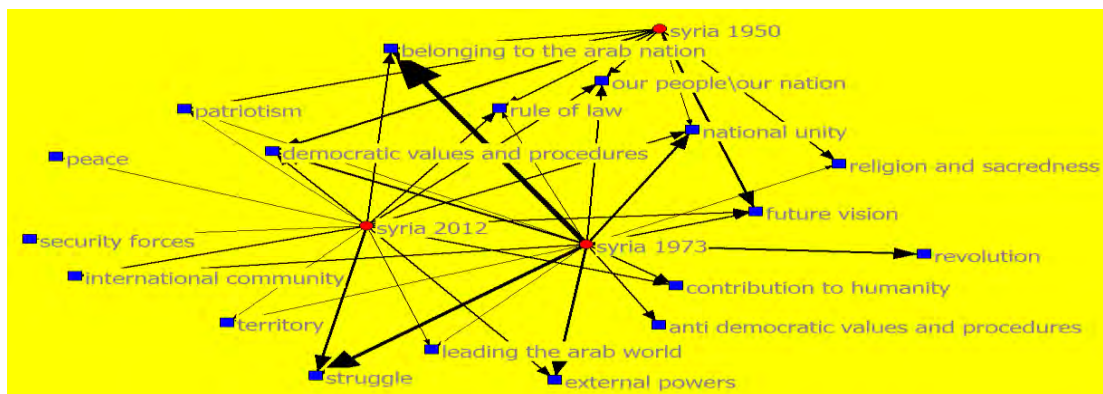 syria 1950
belonging to the arab nation
our people\our nation
patriotism
rule of law
national unity
democratic values and procedures
peace
religion and sacredness
future vision
syria 2012
security forces
syria 1973
revolution
international community
contribution to humanity
territory
anti democratic values and procedures
leading the arab world
struggle
external powers